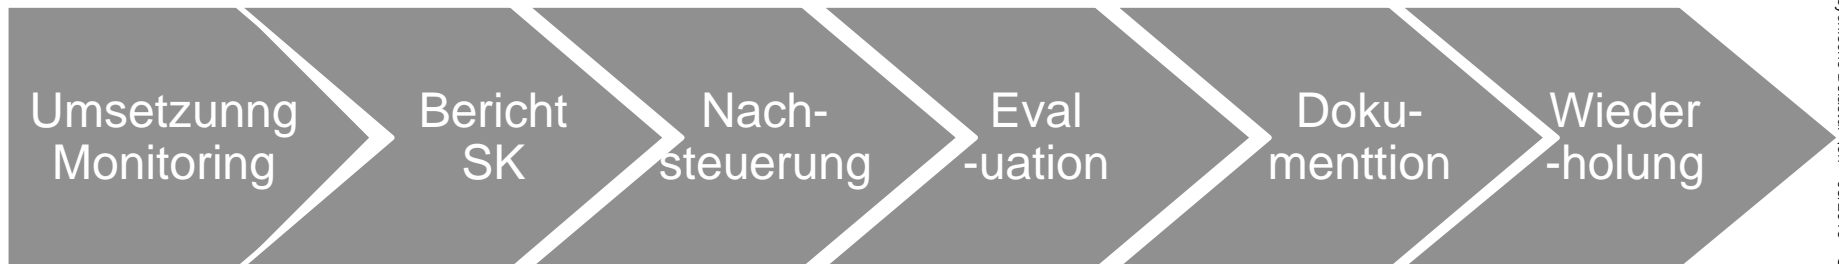 Umsetzunng
Monitoring
Bericht
SK
Nach-
steuerung
Eval
-uation
Doku-
menttion
Wieder
-holung